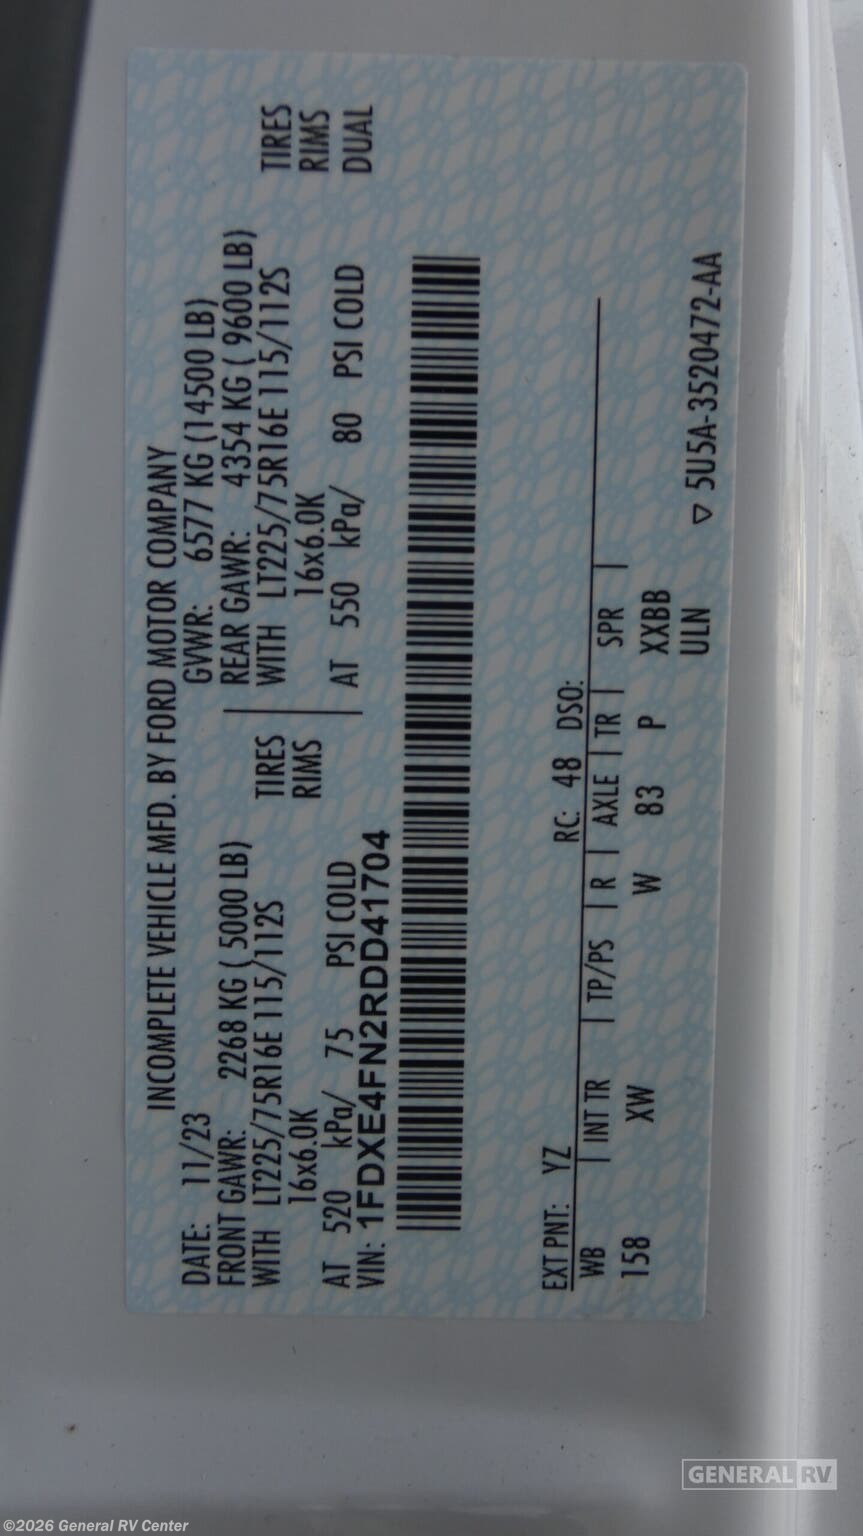 INCOMPLETE VEHICLE MFD. BY FORD MOTOR COMPANY
DATE: 11/23 GVWR: 6577 KG (14500 LB)
FRONT GAWR: 2268 KG ( 5000 LB) REAR GAWR: 4354 KG ( 9600 LB)
WITH LT225/75R16E 115/112S TIRES WITH LT225/75R16E 115/112S TIRES
16x6.0K RIMS 16x6.0K RIMS
AT 520 kPa/ 75 PSI COLD AT 550 kPa/ 80 PSI COLD DUAL
VIN: 1FDXE4FN2RDD41704
EXT PNT: YZ RC: 48 DSO:
WB INT TR TP/PS R AXLE TR SPR
158 XW W 83 P XXBB
ULN
▽ 5U5A-3520472-AA
GENERAL RV
©2026 General RV Center